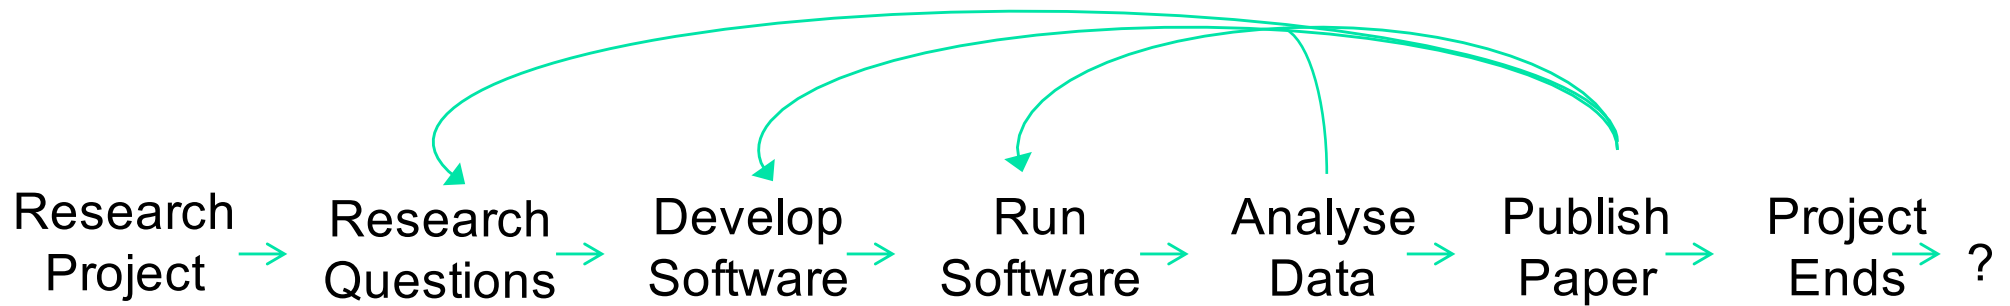 Research
Project
Research
Questions
Develop
Software
Run
Software
Analyse
Data
Publish
Paper
Project
Ends
?